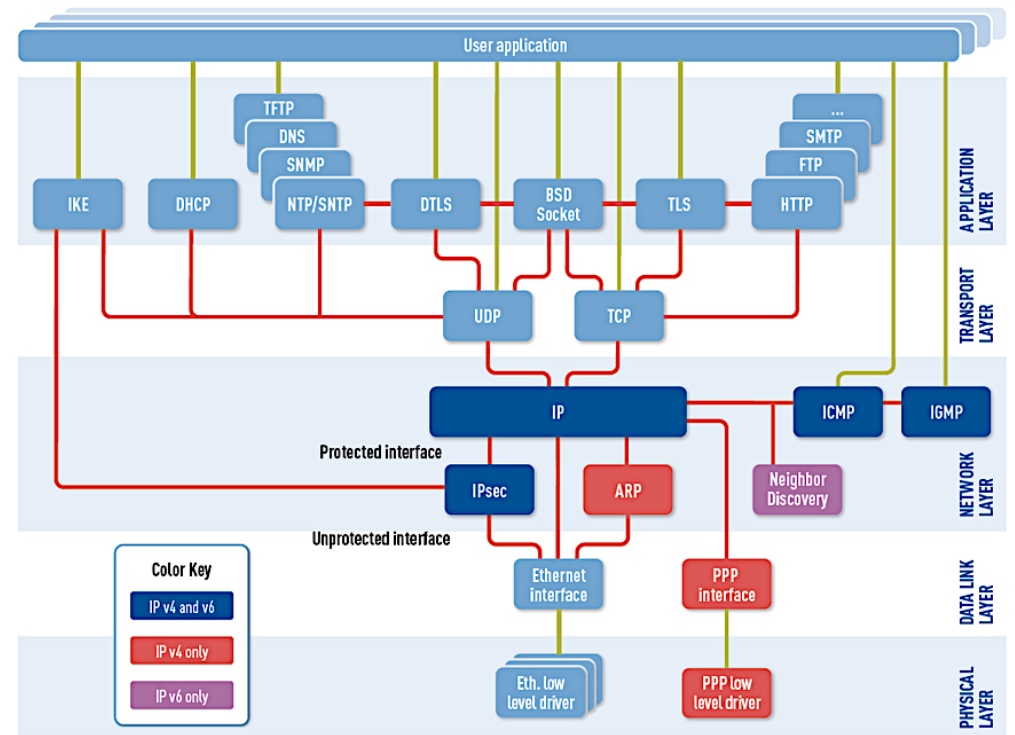 User application
TFTP
DNS
SNMP
NTP/SNTP
IKE
DHCP
DTLS
BSD
Socket
TLS
...
SMTP
FTP
HTTP
APPLICATION
LAYER
UDP
TCP
TRANSPORT
LAYER
IP
ICMP
IGMP
Protected interface
IPsec
ARP
Neighbor
Discovery
NETWORK
LAYER
Unprotected interface
Ethernet
interface
PPP
interface
DATA LINK
LAYER
Color Key
IP v4 and v6
IP v4 only
IP v6 only
Eth. low
level driver
PPP low
level driver
PHYSICAL
LAYER